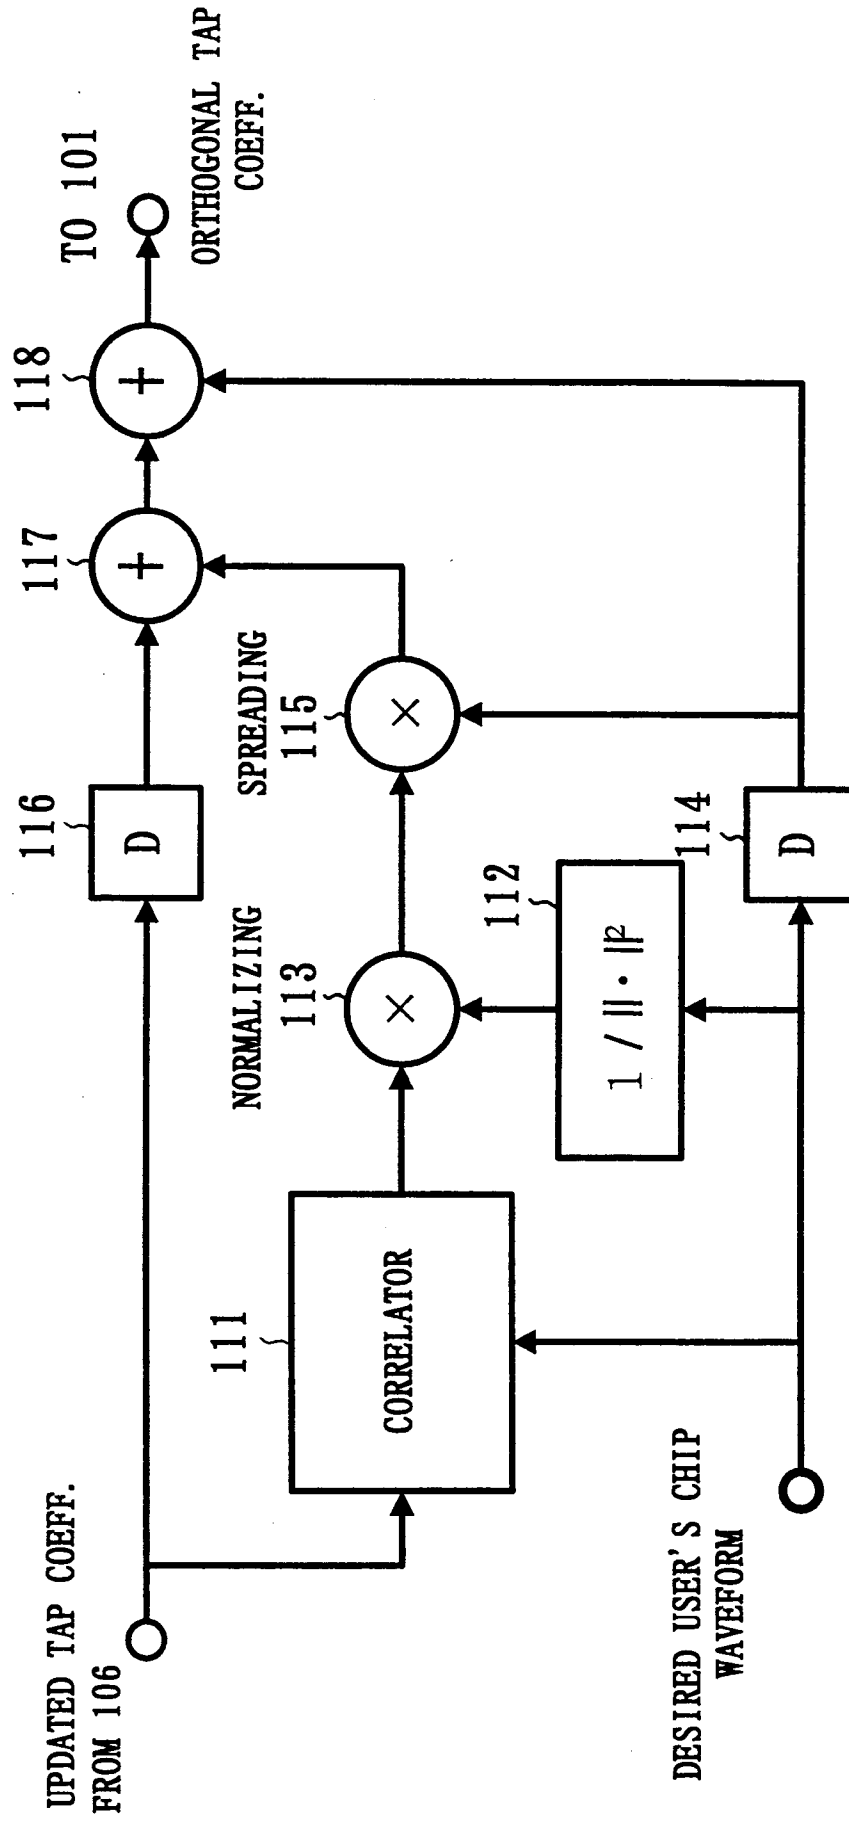 UPDATED TAP COEFF.
FROM 106
116
D
117
+
118
+
TO 101
ORTHOGONAL TAP
COEFF.
111
CORRELATOR
NORMALIZING
113
×
SPREADING
115
×
112
1 / ||・||²
DESIRED USER'S CHIP
WAVEFORM
114
D